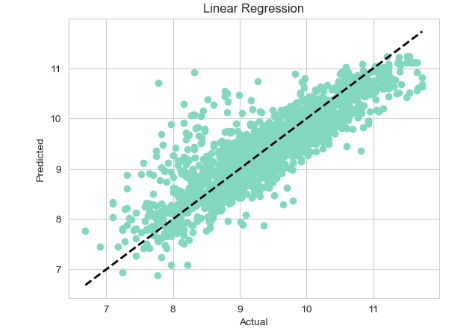 Linear Regression
11
10
9
8
7
Predicted
7 8 9 10 11
Actual